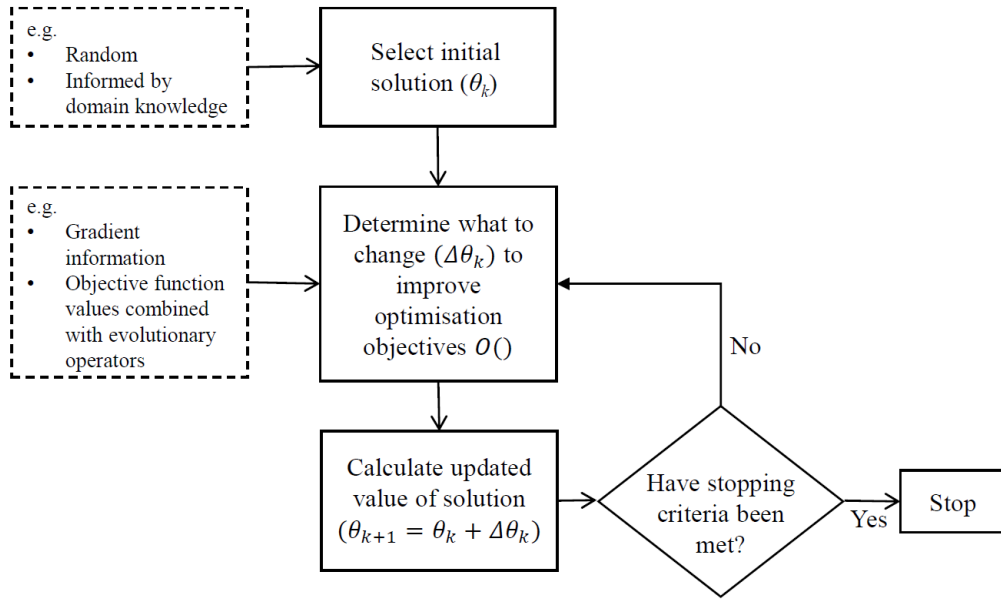 e.g.
• Random
• Informed by
domain knowledge
Select initial
solution (θₖ)
e.g.
• Gradient
information
• Objective function
values combined
with evolutionary
operators
Determine what to
change (Δθₖ) to
improve
optimisation
objectives O()
No
Calculate updated
value of solution
(θₖ₊₁ = θₖ + Δθₖ)
Have stopping
criteria been
met?
Yes
Stop